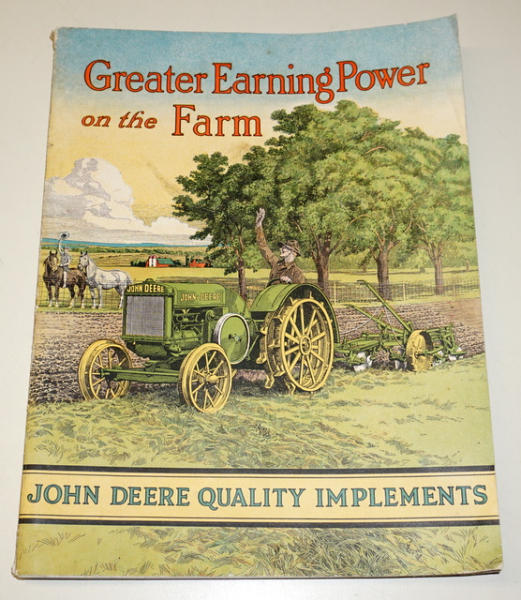 Greater Earning Power
on the Farm
JOHN DEERE
JOHN DEERE
JOHN DEERE QUALITY IMPLEMENTS